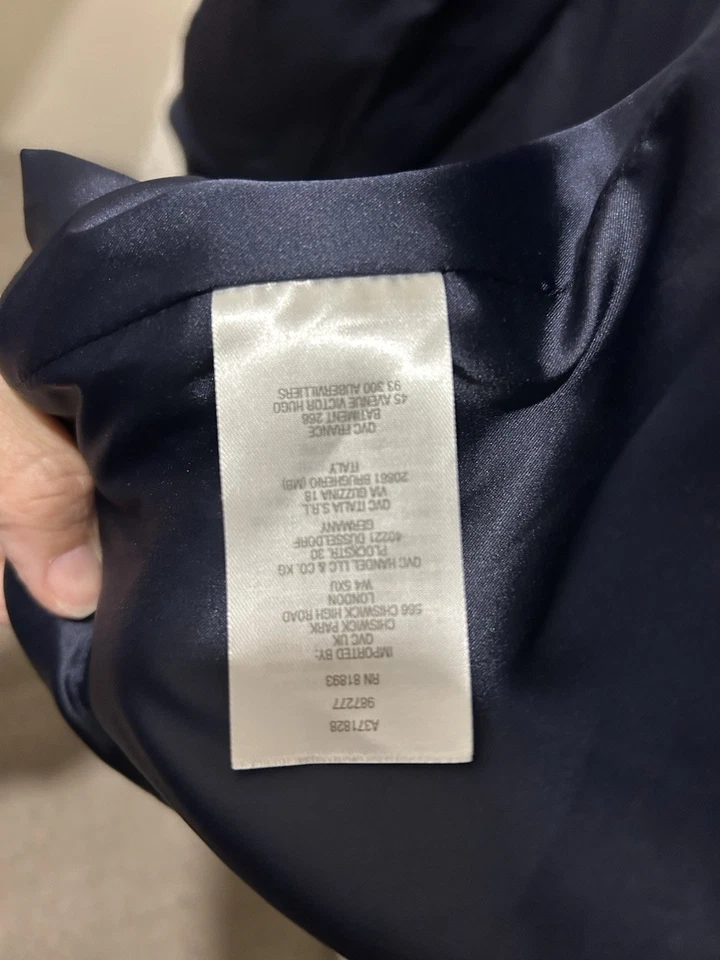 A371828
987277
RN 81893
IMPORTED BY:
QVC UK
CHISWICK PARK
566 CHISWICK HIGH ROAD
LONDON
W4 5XU
QVC HANDEL LLC & CO. KG
PLOCKSTR. 30
40221 DUSSELDORF
GERMANY
QVC ITALIA S.R.L
VIA GUZZINA 18
20861 BRUGHERIO (MB)
ITALY
QVC FRANCE
BATIMENT 268
45 AVENUE VICTOR HUGO
93 300 AUBERVILLIERS